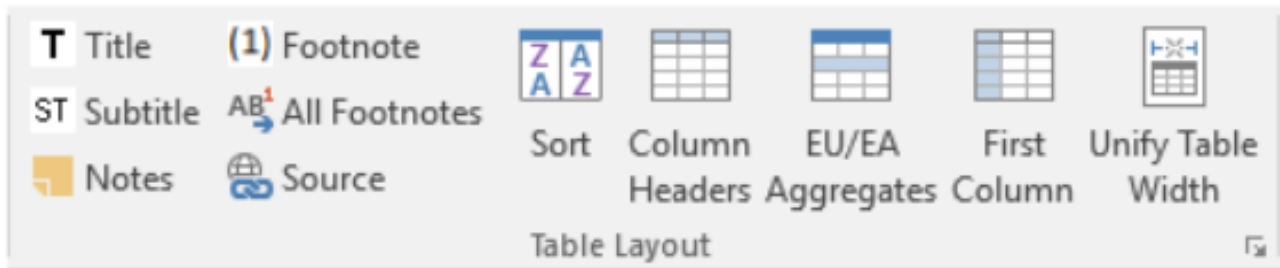 T Title
ST Subtitle
Notes
(1) Footnote
AB1 All Footnotes
Source
Z A
A Z
Sort
Column
Headers
EU/EA
Aggregates
First
Column
Unify Table
Width
Table Layout